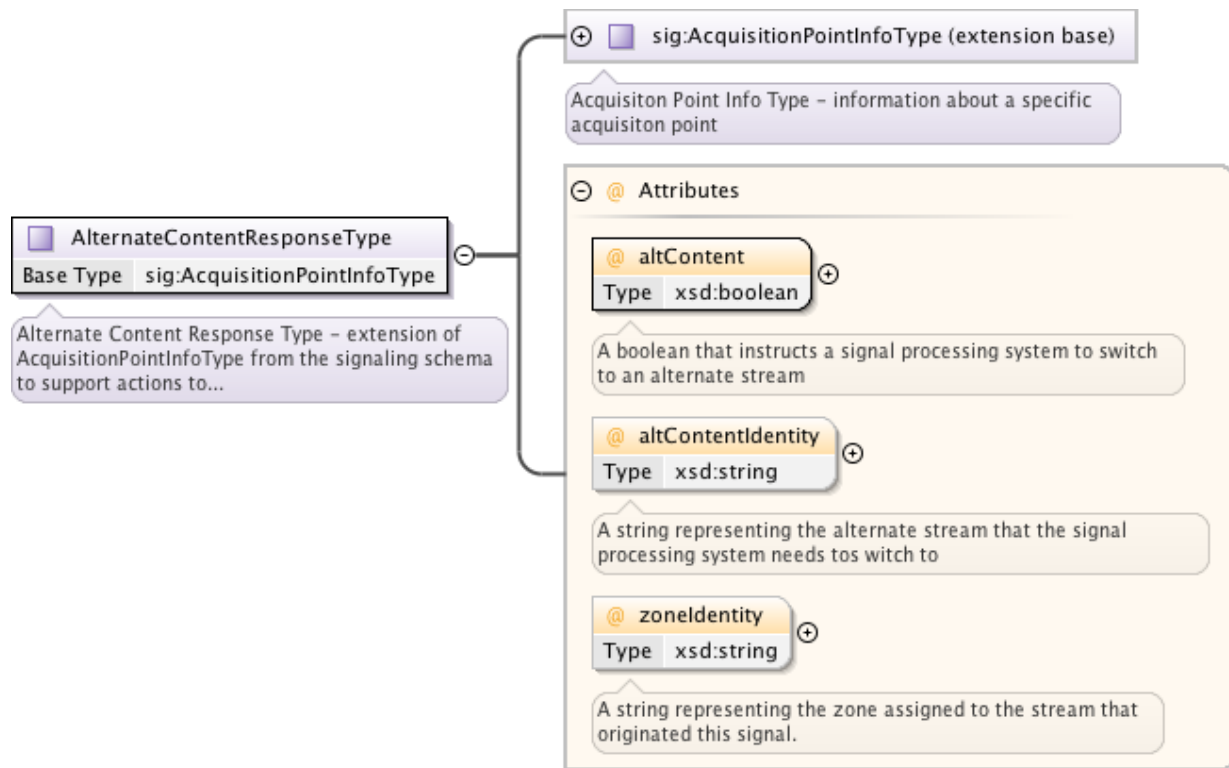 sig:AcquisitionPointInfoType (extension base)
Acquisiton Point Info Type – information about a specific
acquisiton point
@ Attributes
AlternateContentResponseType
Base Type sig:AcquisitionPointInfoType
Alternate Content Response Type – extension of
AcquisitionPointInfoType from the signaling schema
to support actions to...
@ altContent
Type xsd:boolean
A boolean that instructs a signal processing system to switch
to an alternate stream
@ altContentIdentity
Type xsd:string
A string representing the alternate stream that the signal
processing system needs tos witch to
@ zoneIdentity
Type xsd:string
A string representing the zone assigned to the stream that
originated this signal.